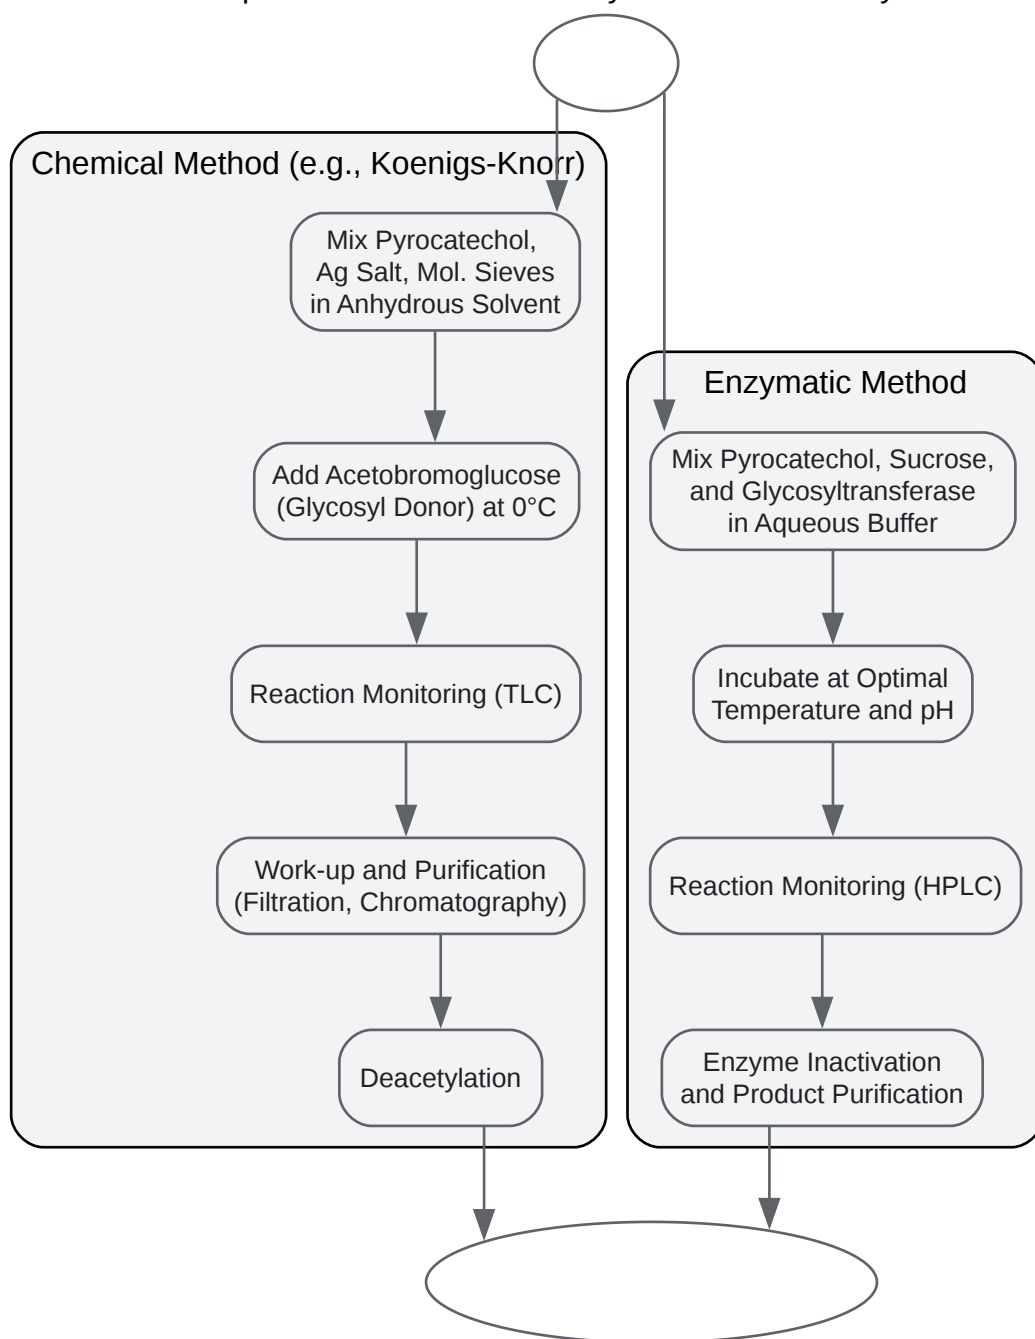 Chemical Method (e.g., Koenigs-Knorr)
Mix Pyrocatechol,
Ag Salt, Mol. Sieves
in Anhydrous Solvent
Add Acetobromoglucose
(Glycosyl Donor) at 0°C
Reaction Monitoring (TLC)
Work-up and Purification
(Filtration, Chromatography)
Deacetylation
Enzymatic Method
Mix Pyrocatechol, Sucrose,
and Glycosyltransferase
in Aqueous Buffer
Incubate at Optimal
Temperature and pH
Reaction Monitoring (HPLC)
Enzyme Inactivation
and Product Purification